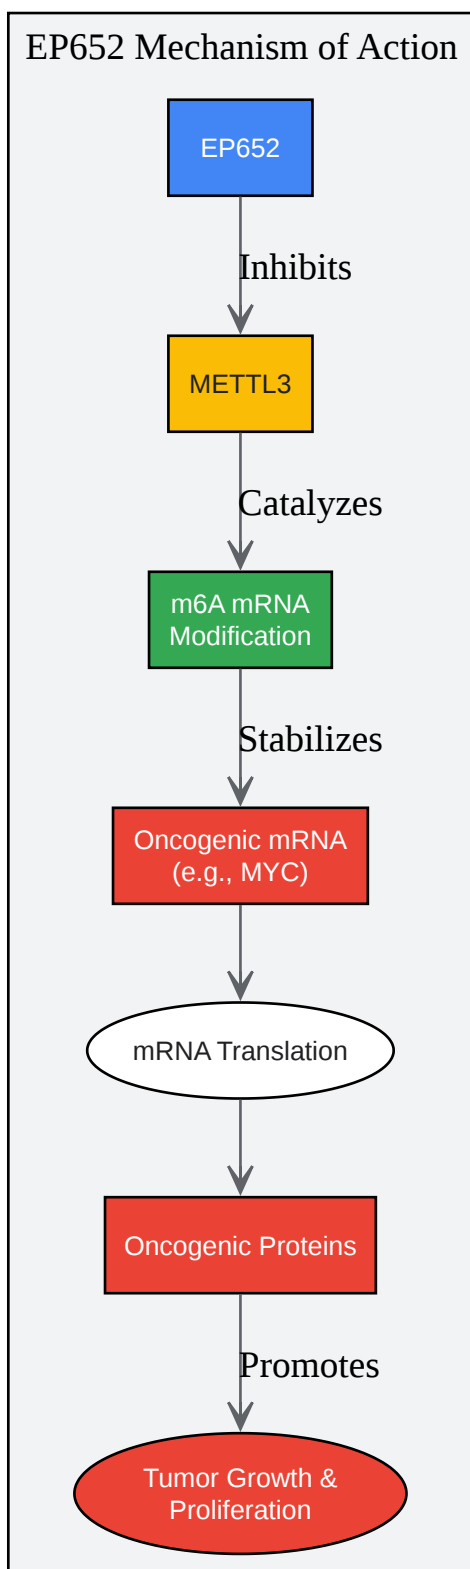 EP652 Mechanism of Action
EP652
Inhibits
METTL3
Catalyzes
m6A mRNA
Modification
Stabilizes
Oncogenic mRNA
(e.g., MYC)
mRNA Translation
Oncogenic Proteins
Promotes
Tumor Growth &
Proliferation